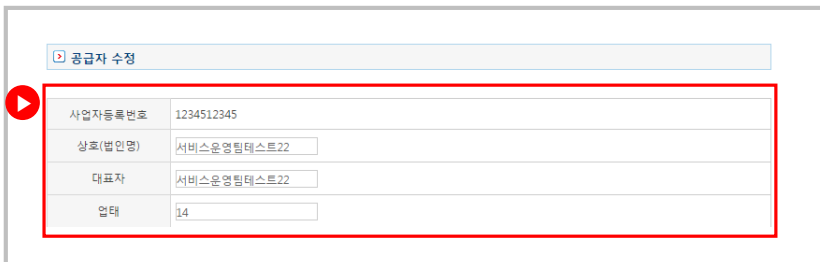 공급자 수정
사업자등록번호 1234512345
상호(법인명) 서비스운영팀테스트22
대표자 서비스운영팀테스트22
업태 14